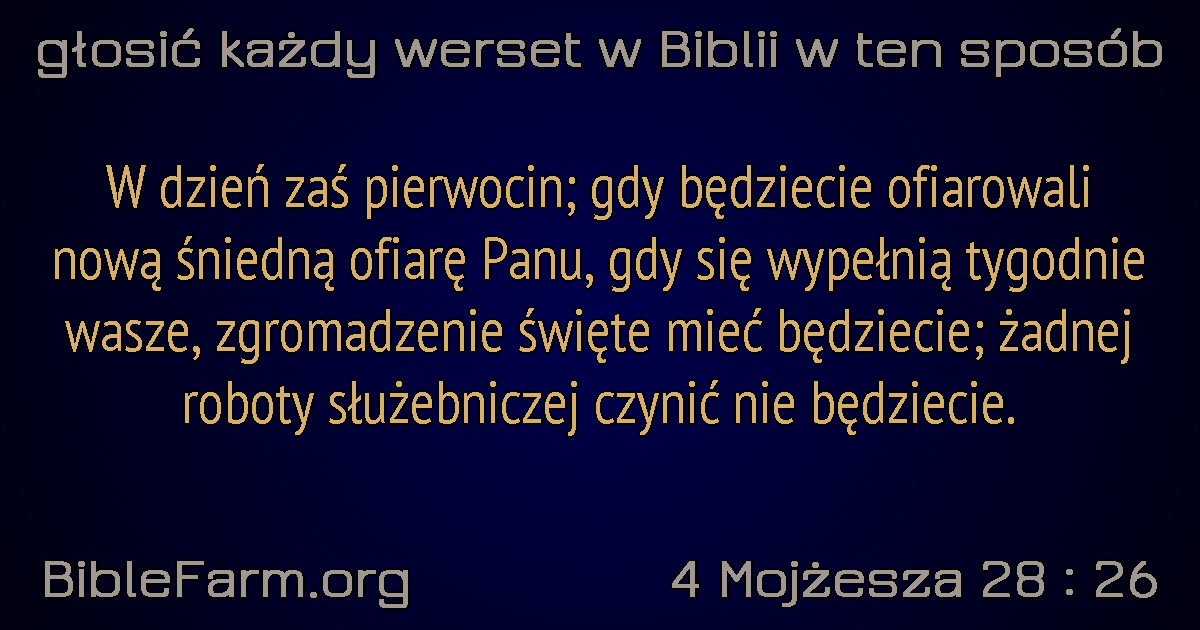 głosić każdy werset w Biblii w ten sposób
W dzień zaś pierwocin; gdy będziecie ofiarowali
nową śniedną ofiarę Panu, gdy się wypełnią tygodnie
wasze, zgromadzenie święte mieć będziecie; żadnej
roboty służebniczej czynić nie będziecie.
BibleFarm.org
4 Mojżesza 28 : 26